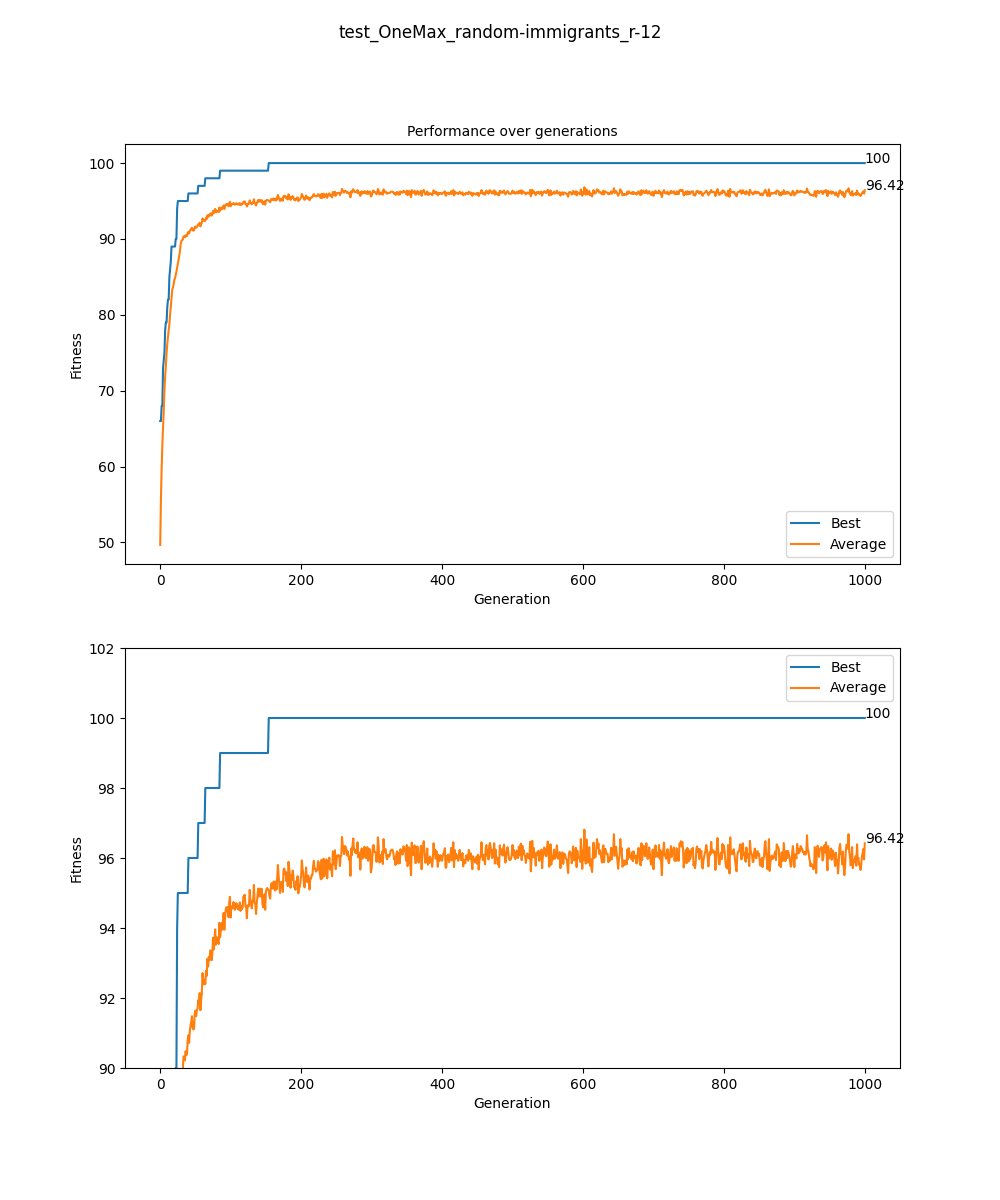 test_OneMax_random-immigrants_r-12
Performance over generations
100
90
80
70
60
50
Fitness
100
96.42
Best
Average
0 200 400 600 800 1000
Generation
102
100
98
96
94
92
90
Fitness
Best
Average
100
96.42
0 200 400 600 800 1000
Generation